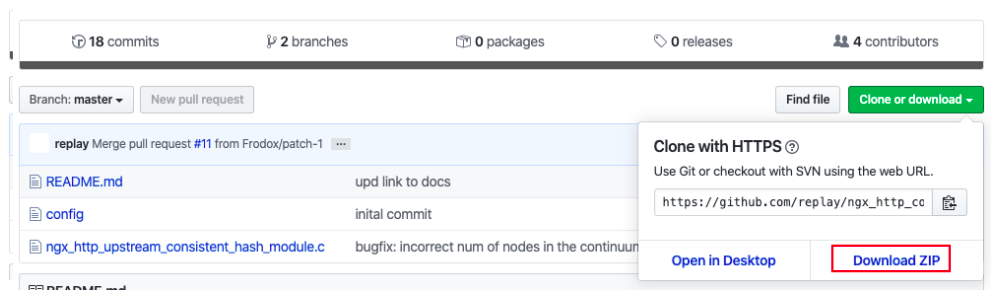 18 commits 2 branches 0 packages 0 releases 4 contributors
Branch: master New pull request Find file Clone or download
replay Merge pull request #11 from Frodox/patch-1 ...
README.md upd link to docs
config inital commit
ngx_http_upstream_consistent_hash_module.c bugfix: incorrect num of nodes in the continuun
Clone with HTTPS ?
Use Git or checkout with SVN using the web URL.
https://github.com/replay/ngx_http_co
Open in Desktop Download ZIP
README.md